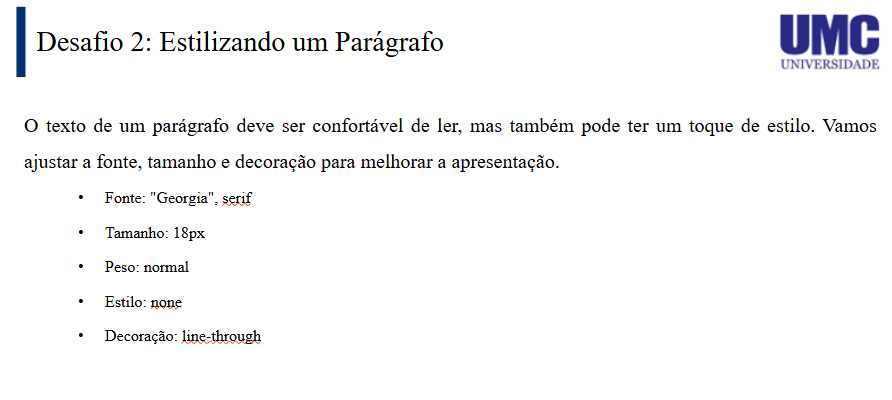 Desafio 2: Estilizando um Parágrafo
UMC
UNIVERSIDADE
O texto de um parágrafo deve ser confortável de ler, mas também pode ter um toque de estilo. Vamos
ajustar a fonte, tamanho e decoração para melhorar a apresentação.
• Fonte: "Georgia", serif
• Tamanho: 18px
• Peso: normal
• Estilo: none
• Decoração: line-through